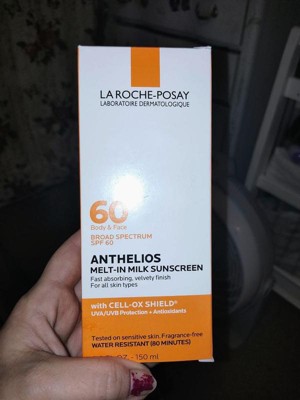 LA ROCHE-POSAY
LABORATOIRE DERMATOLOGIQUE
60
Body & Face
BROAD SPECTRUM
SPF 60
ANTHELIOS
MELT-IN MILK SUNSCREEN
Fast absorbing, velvety finish
For all skin types
with CELL-OX SHIELD®
UVA/UVB Protection + Antioxidants
Tested on sensitive skin. Fragrance-free
WATER RESISTANT (80 MINUTES)
OZ. - 150 ml